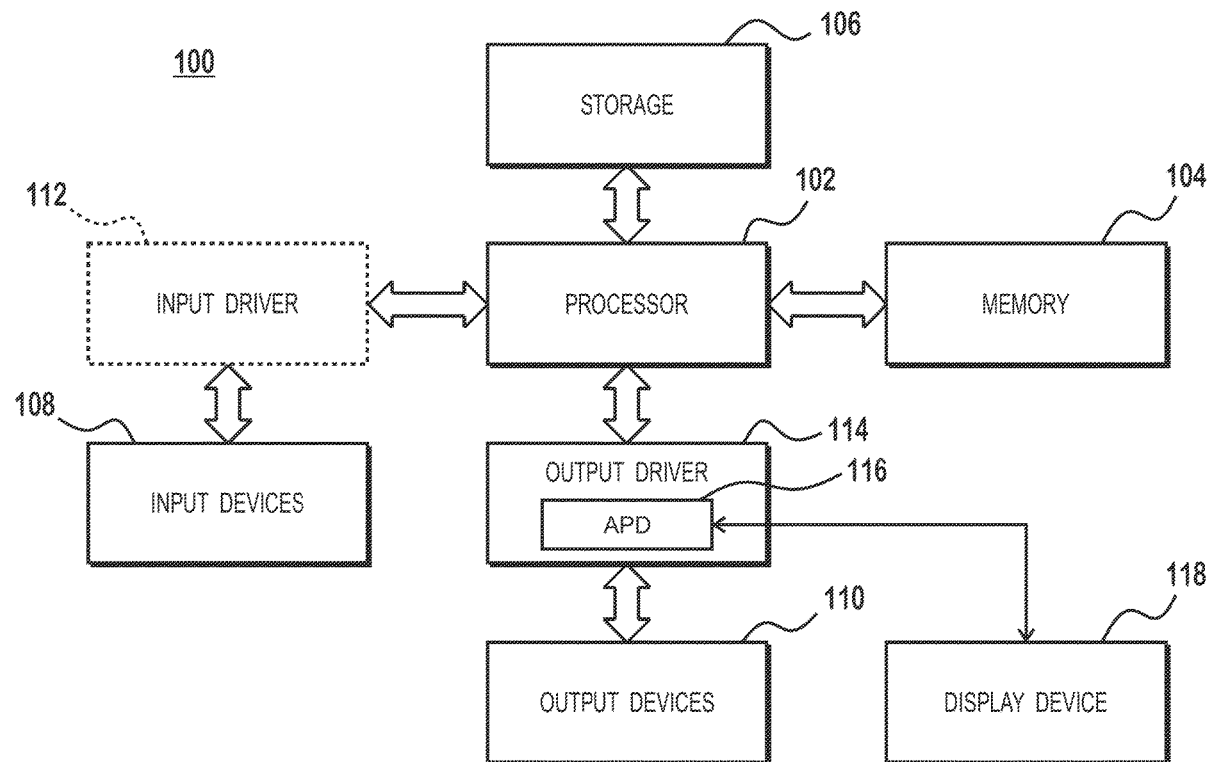 106
100
STORAGE
112
102
104
INPUT DRIVER
PROCESSOR
MEMORY
108
114
OUTPUT DRIVER
116
INPUT DEVICES
APD
110
118
OUTPUT DEVICES
DISPLAY DEVICE